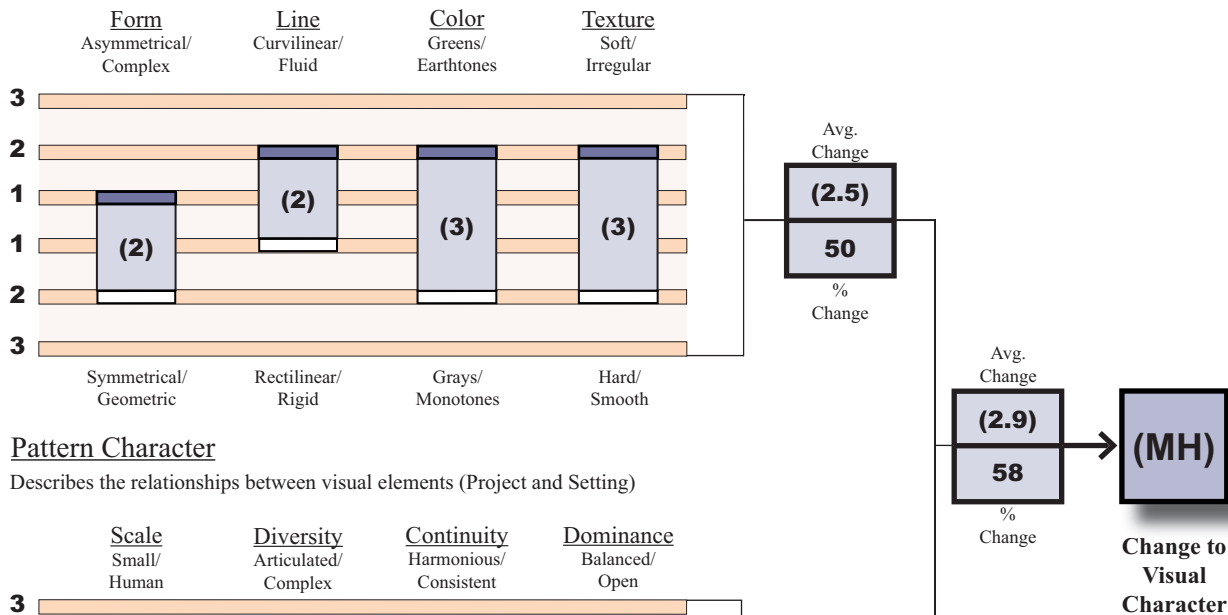 Form
Asymmetrical/
Complex
Line
Curvilinear/
Fluid
Color
Greens/
Earthtones
Texture
Soft/
Irregular
3
2
1
1
2
3
(2)
(2)
(3)
(3)
Symmetrical/
Geometric
Rectilinear/
Rigid
Grays/
Monotones
Hard/
Smooth
Avg.
Change
(2.5)
50
%
Change
Avg.
Change
(2.9)
58
%
Change
(MH)
Change to
Visual
Character
Pattern Character
Describes the relationships between visual elements (Project and Setting)
Scale
Small/
Human
Diversity
Articulated/
Complex
Continuity
Harmonious/
Consistent
Dominance
Balanced/
Open
3